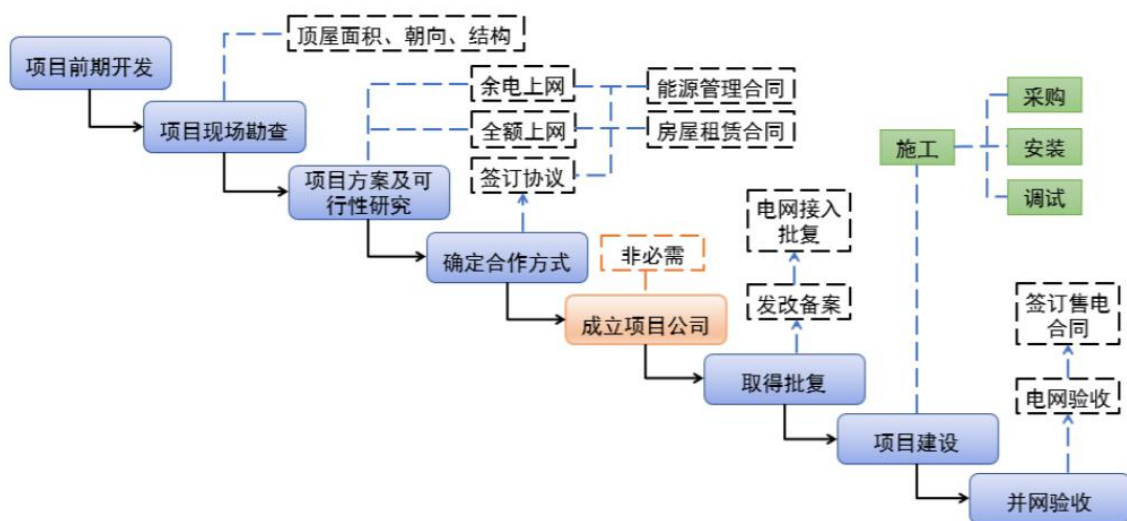 顶屋面积、朝向、结构
项目前期开发
余电上网
能源管理合同
采购
项目现场勘查
全额上网
房屋租赁合同
施工
安装
签订协议
项目方案及可
行性研究
调试
电网接入
批复
确定合作方式
非必需
发改备案
签订售电
合同
成立项目公司
取得批复
电网验收
项目建设
并网验收